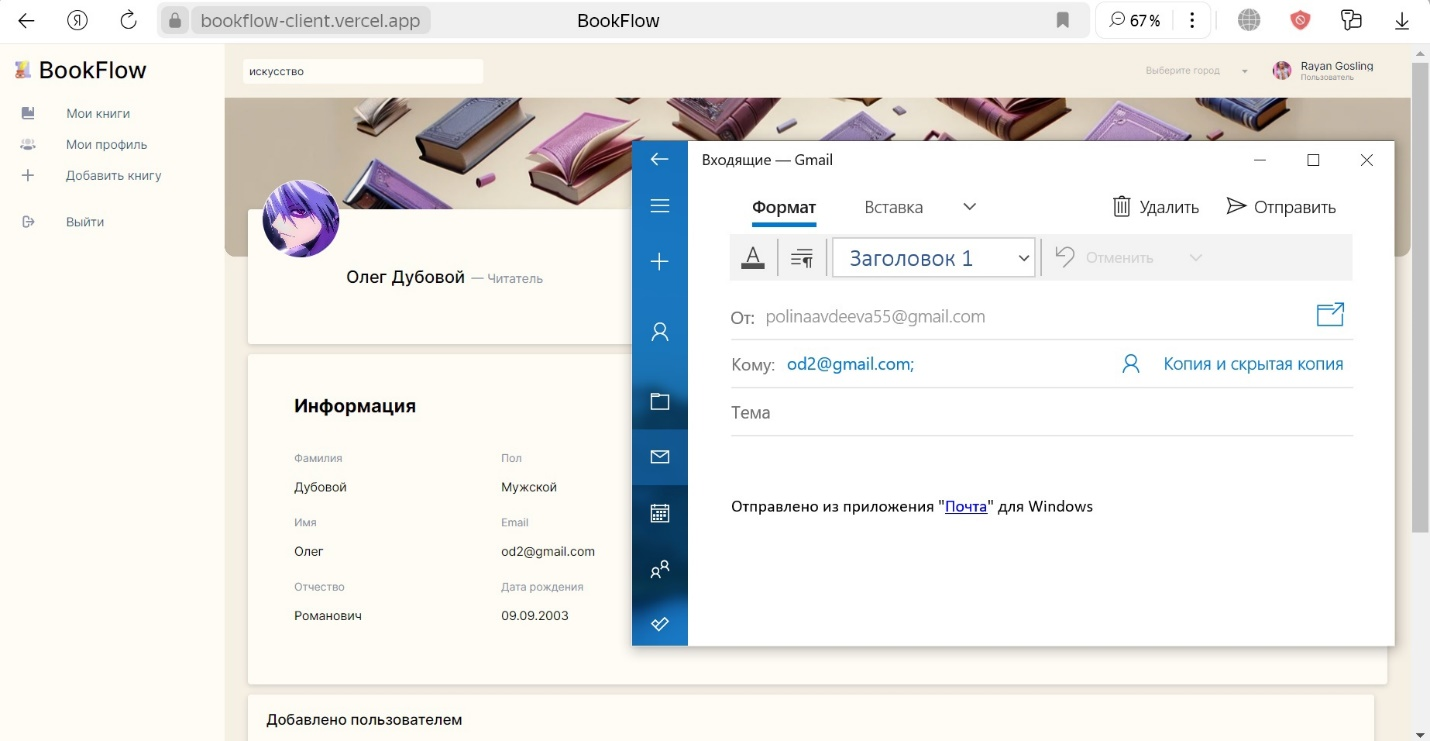 bookflow-client.vercel.app
BookFlow
67%
BookFlow
искусство
Выберите город
Rayan Gosling
Пользователь
Мои книги
Мой профиль
Добавить книгу
Выйти
Олег Дубовой — Читатель
Информация
Фамилия
Пол
Дубовой
Мужской
Имя
Email
Олег
od2@gmail.com
Отчество
Дата рождения
Романович
09.09.2003
Добавлено пользователем
Входящие — Gmail
Формат
Вставка
Удалить
Отправить
A
Заголовок 1
Отменить
От: polinaavdeeva55@gmail.com
Кому: od2@gmail.com;
Копия и скрытая копия
Тема
Отправлено из приложения "Почта" для Windows